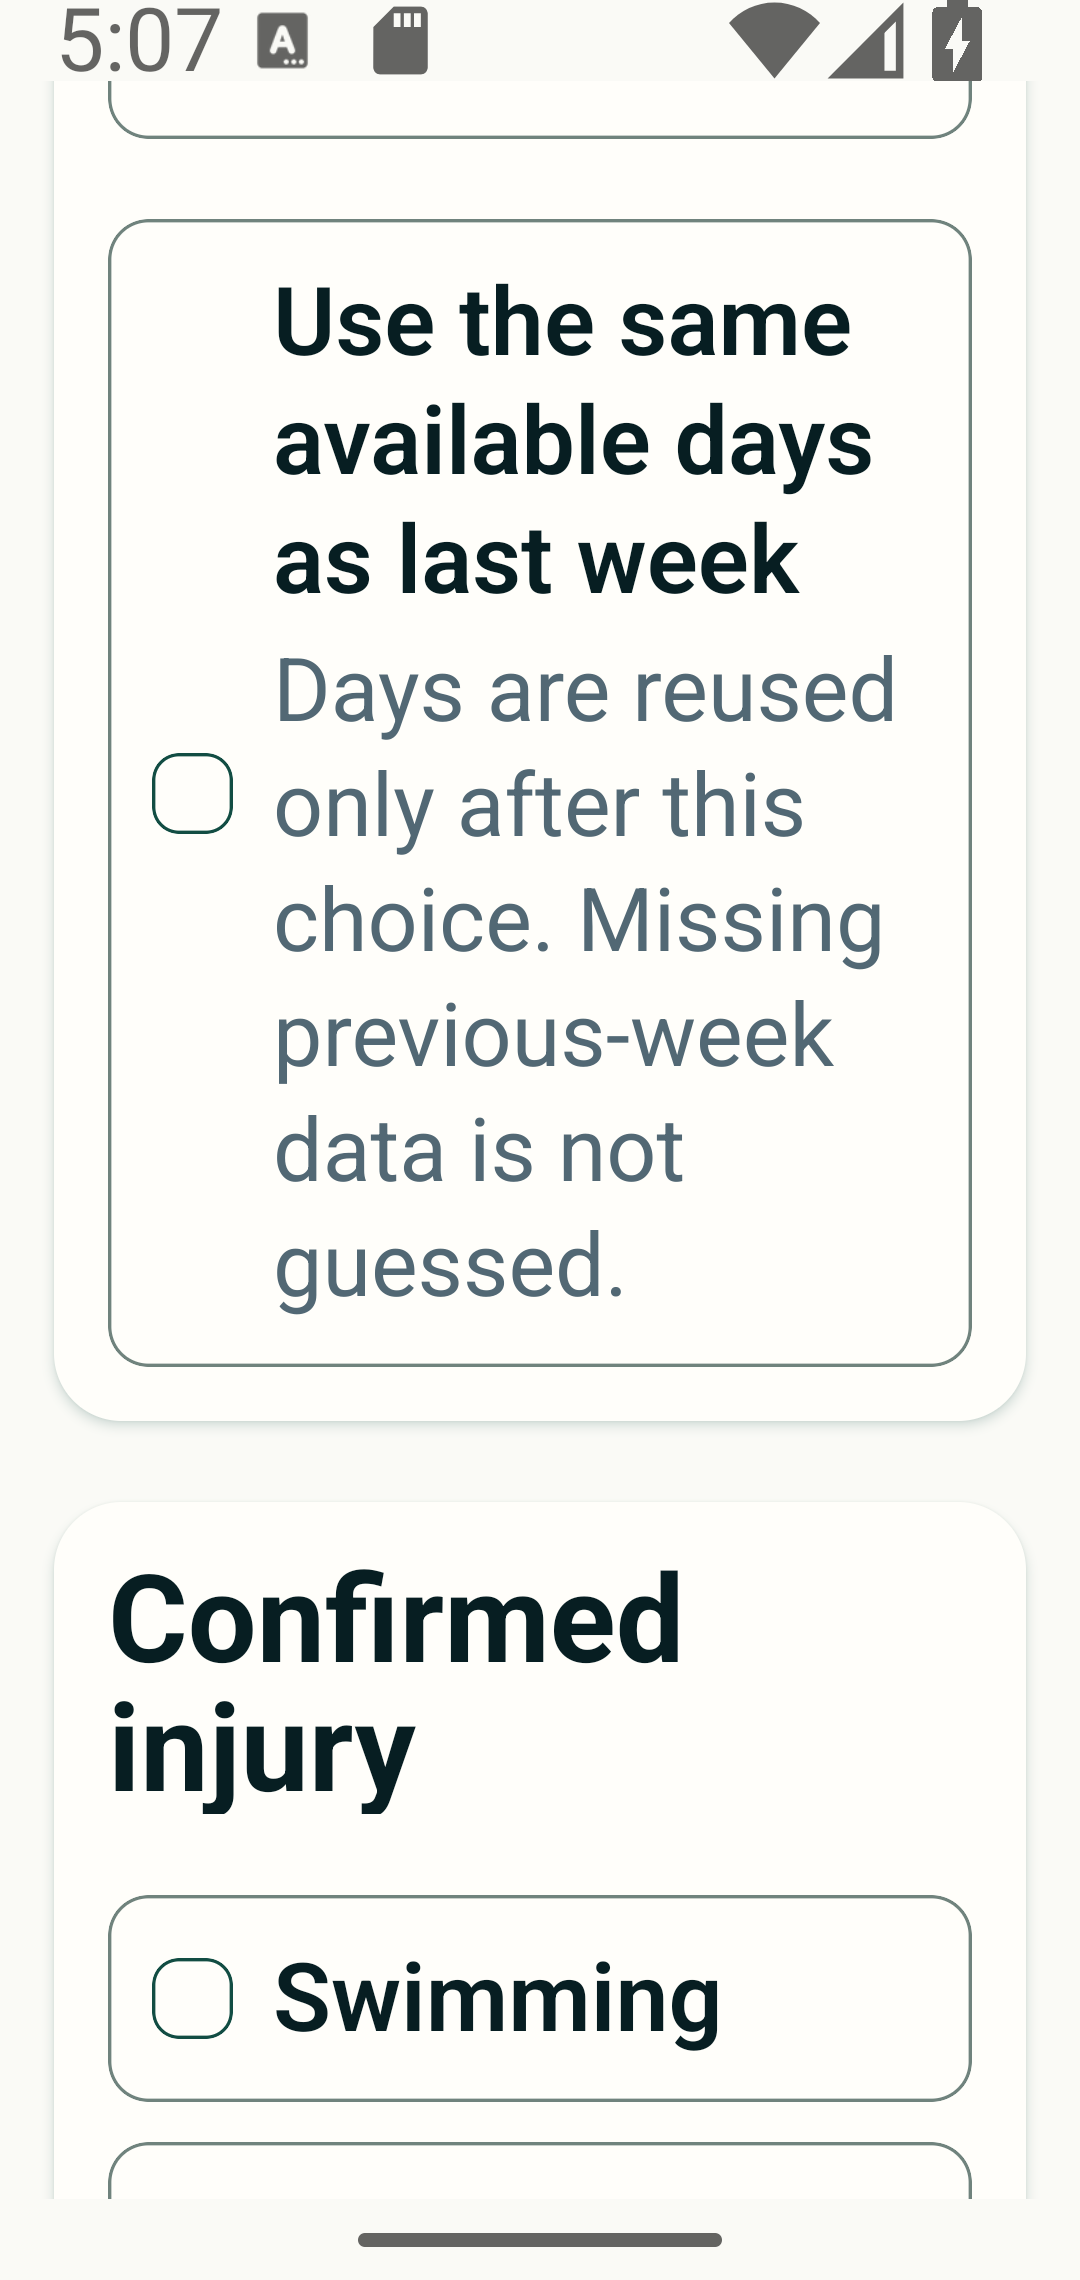 5:07
Use the same
available days
as last week
Days are reused
only after this
choice. Missing
previous-week
data is not
guessed.
Confirmed
injury
Swimming